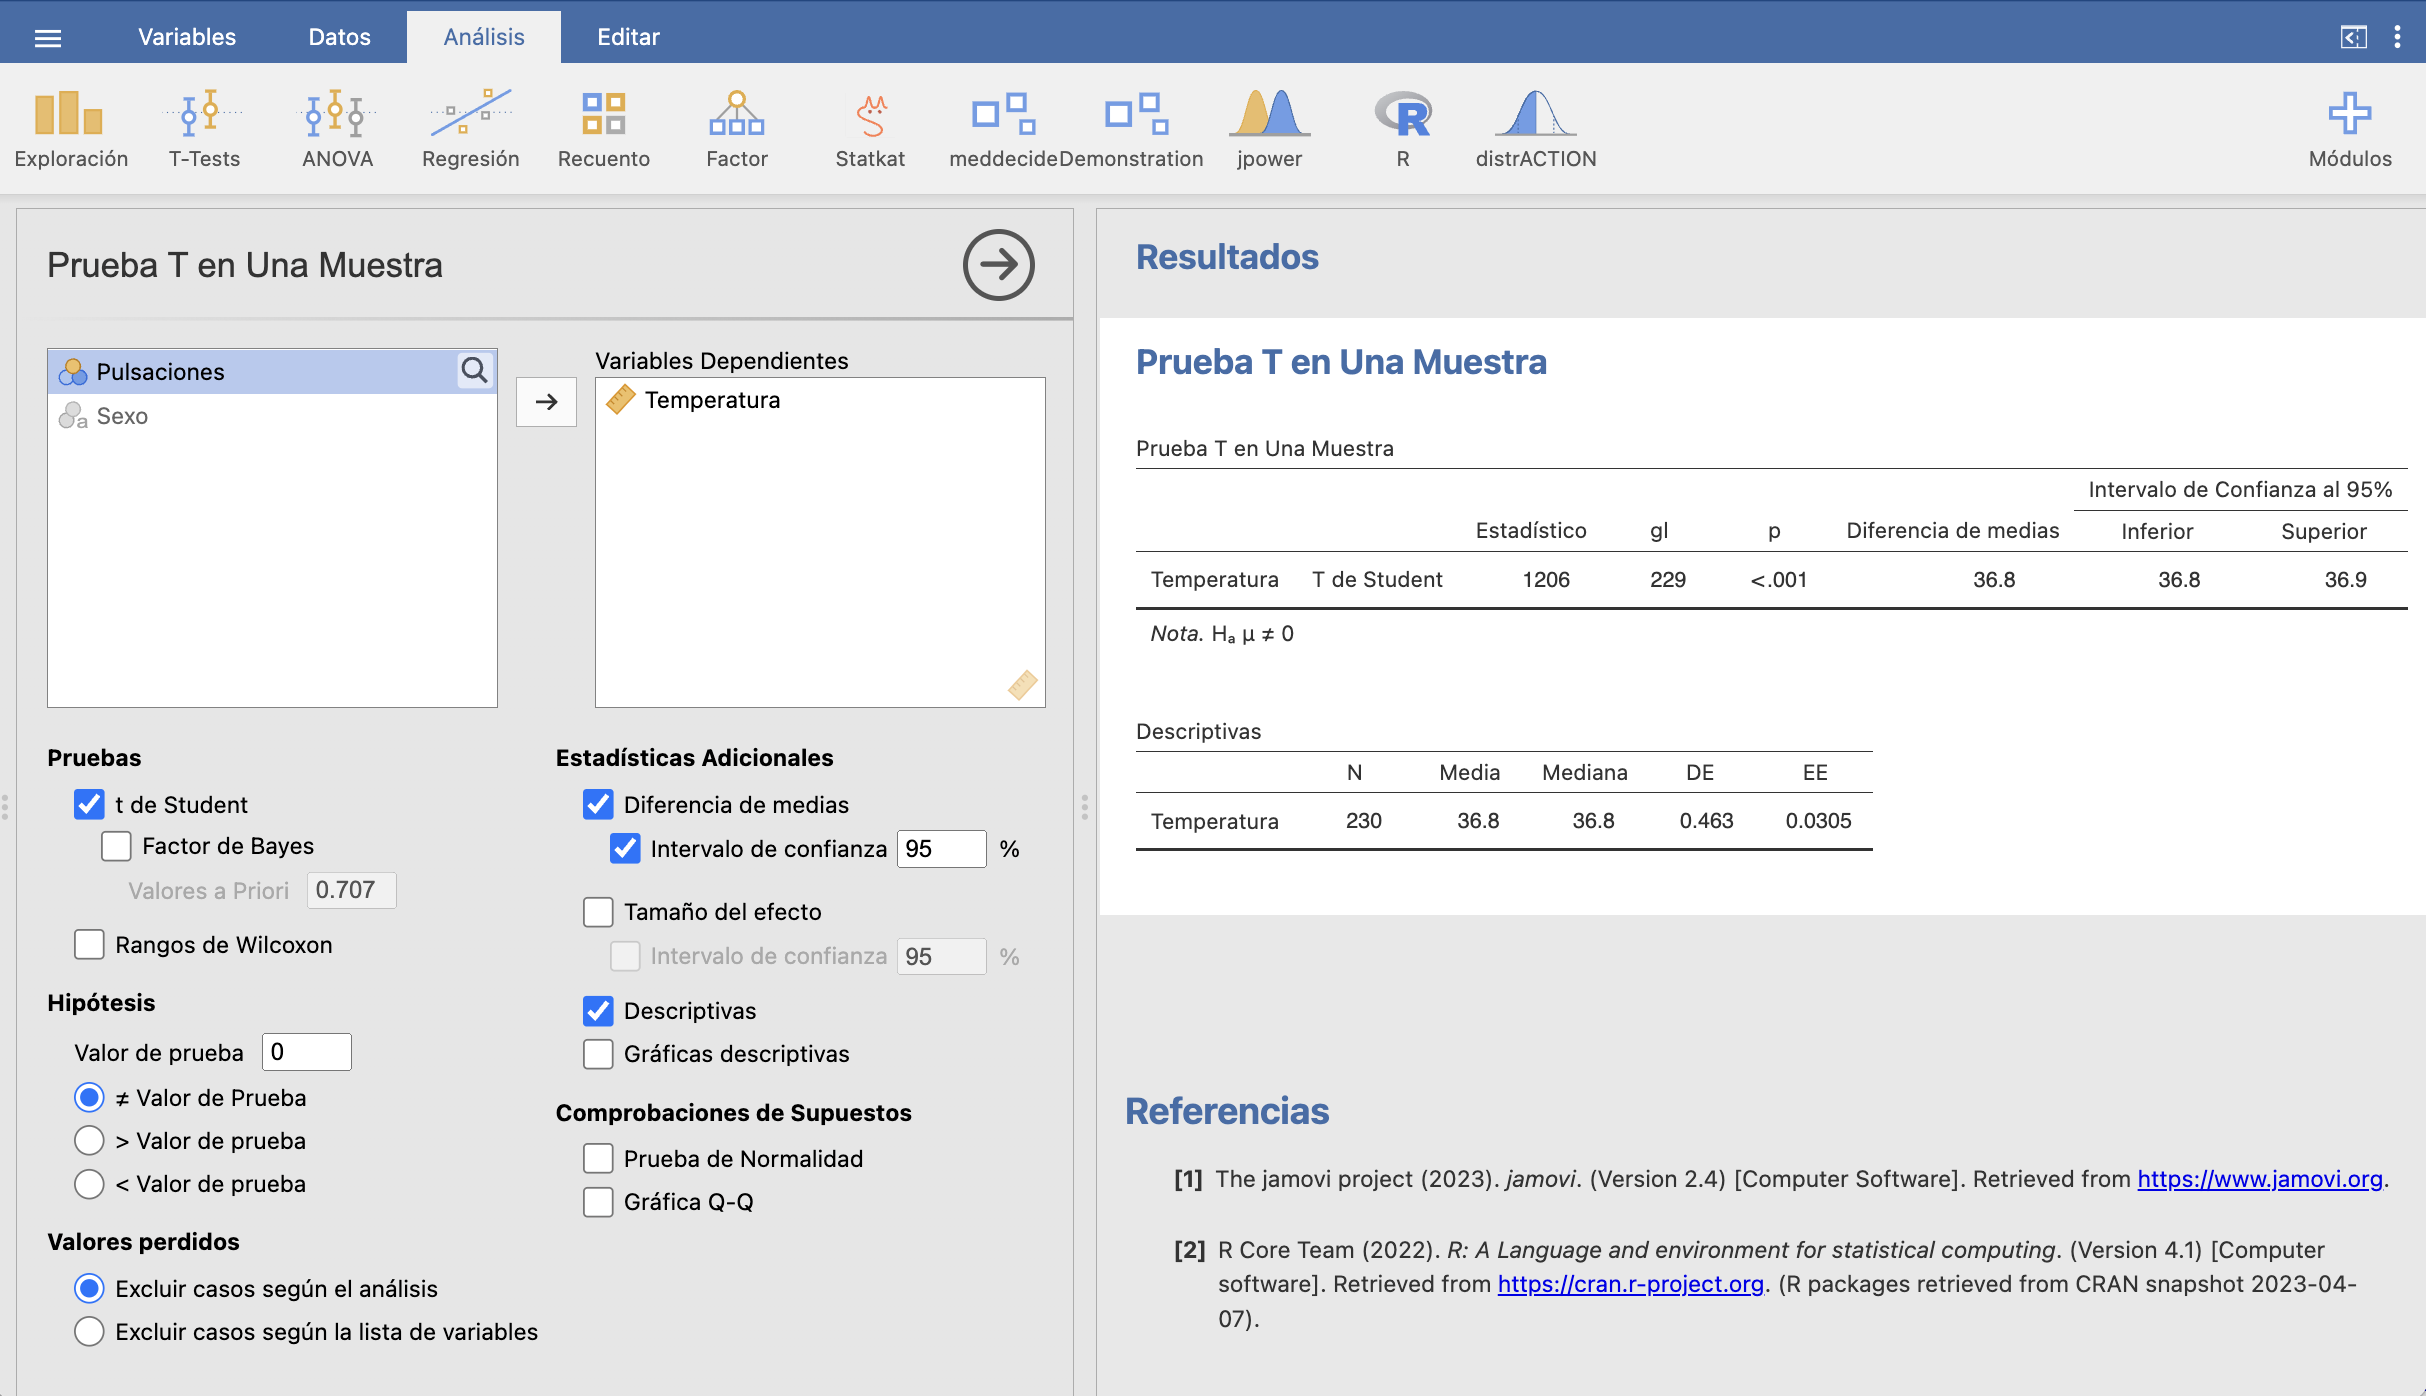 Variables Datos Análisis Editar
Exploración T-Tests ANOVA Regresión Recuento Factor Statkat meddecide Demonstration jpower R distrACTION Módulos
Prueba T en Una Muestra
Pulsaciones
Sexo
Variables Dependientes
Temperatura
Pruebas
t de Student
Factor de Bayes
Valores a Priori 0.707
Rangos de Wilcoxon
Hipótesis
Valor de prueba 0
≠ Valor de Prueba
> Valor de prueba
< Valor de prueba
Valores perdidos
Excluir casos según el análisis
Excluir casos según la lista de variables
Estadísticas Adicionales
Diferencia de medias
Intervalo de confianza 95 %
Tamaño del efecto
Intervalo de confianza 95 %
Descriptivas
Gráficas descriptivas
Comprobaciones de Supuestos
Prueba de Normalidad
Gráfica Q-Q
Resultados
Prueba T en Una Muestra
Prueba T en Una Muestra
Intervalo de Confianza al 95%
Estadístico gl p Diferencia de medias Inferior Superior
Temperatura T de Student 1206 229 <.001 36.8 36.8 36.9
Nota. Hₐ μ ≠ 0
Descriptivas
N Media Mediana DE EE
Temperatura 230 36.8 36.8 0.463 0.0305
Referencias
[1] The jamovi project (2023). jamovi. (Version 2.4) [Computer Software]. Retrieved from https://www.jamovi.org.
[2] R Core Team (2022). R: A Language and environment for statistical computing. (Version 4.1) [Computer
software]. Retrieved from https://cran.r-project.org. (R packages retrieved from CRAN snapshot 2023-04-
07).